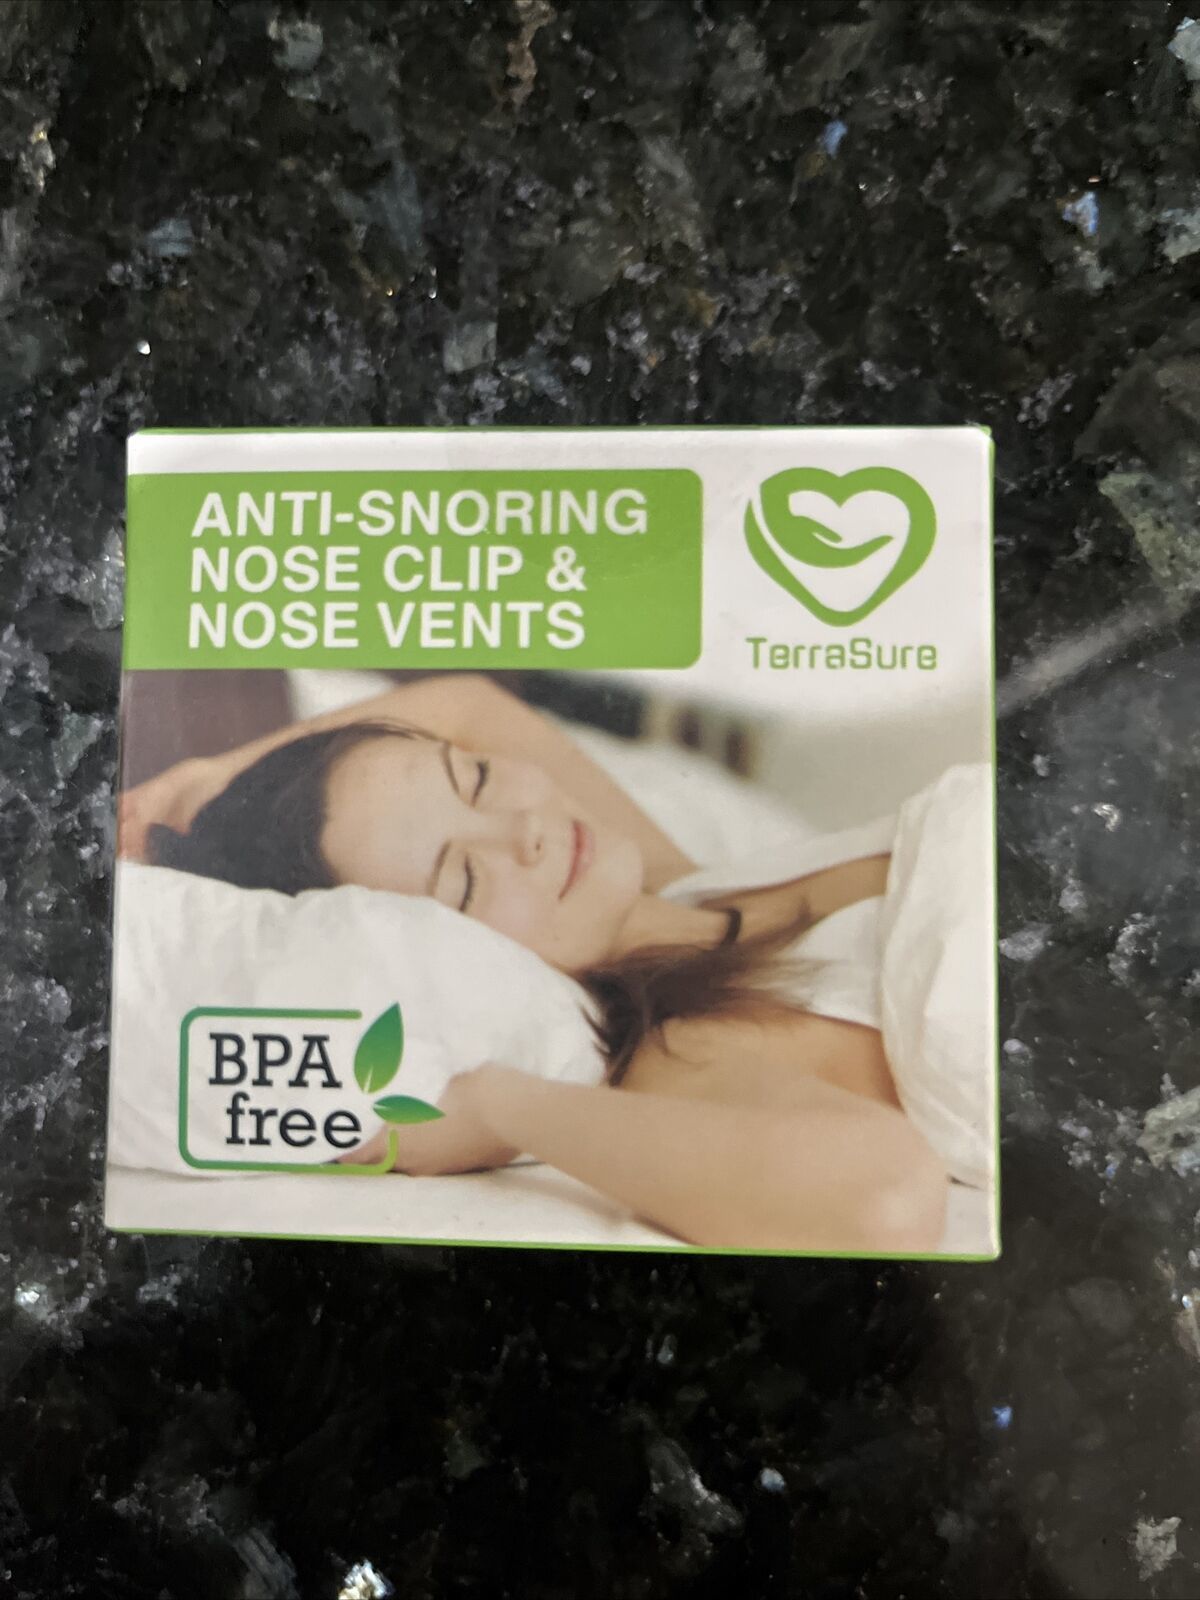 ANTI-SNORING
NOSE CLIP &
NOSE VENTS
TerraSure
BPA
free